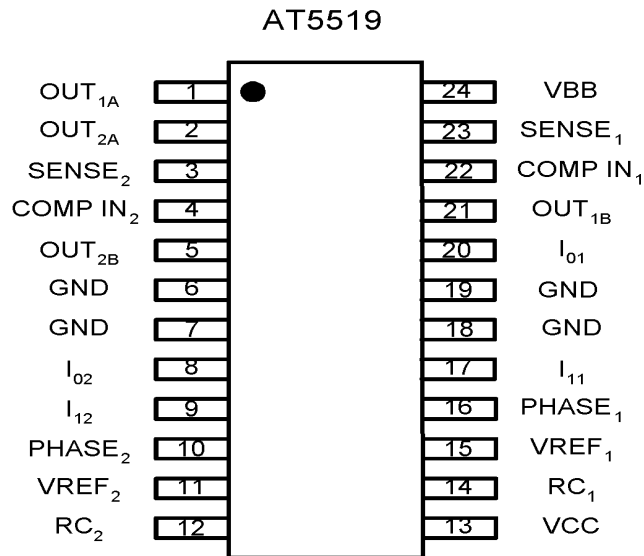 AT5519
OUT1A 1 24 VBB
OUT2A 2 23 SENSE1
SENSE2 3 22 COMP IN1
COMP IN2 4 21 OUT1B
OUT2B 5 20 I01
GND 6 19 GND
GND 7 18 GND
I02 8 17 I11
I12 9 16 PHASE1
PHASE2 10 15 VREF1
VREF2 11 14 RC1
RC2 12 13 VCC